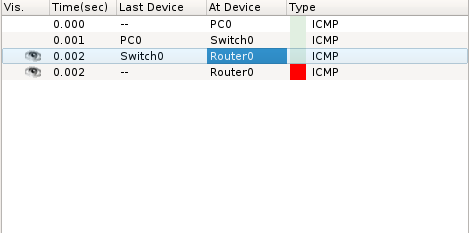 Vis. Time(sec) Last Device At Device Type
0.000 -- PC0 ICMP
0.001 PC0 Switch0 ICMP
0.002 Switch0 Router0 ICMP
0.002 -- Router0 ICMP